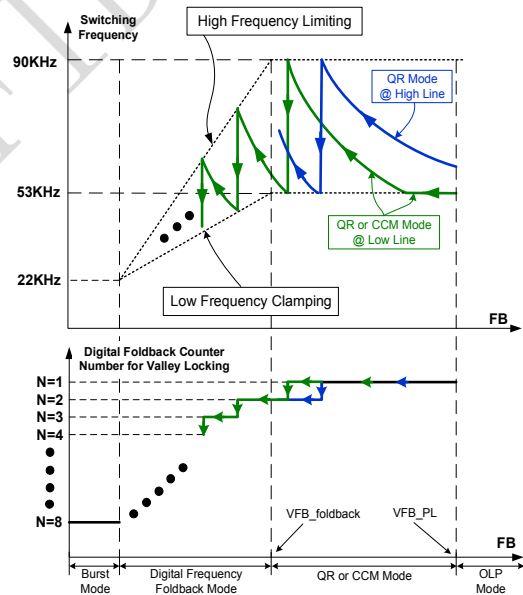 Switching
Frequency
High Frequency Limiting
90KHz
QR Mode
@ High Line
53KHz
QR or CCM Mode
@ Low Line
22KHz
Low Frequency Clamping
FB
Digital Foldback Counter
Number for Valley Locking
N=1
N=2
N=3
N=4
N=8
VFB_foldback
VFB_PL
FB
Burst
Mode
Digital Frequency
Foldback Mode
QR or CCM Mode
OLP
Mode